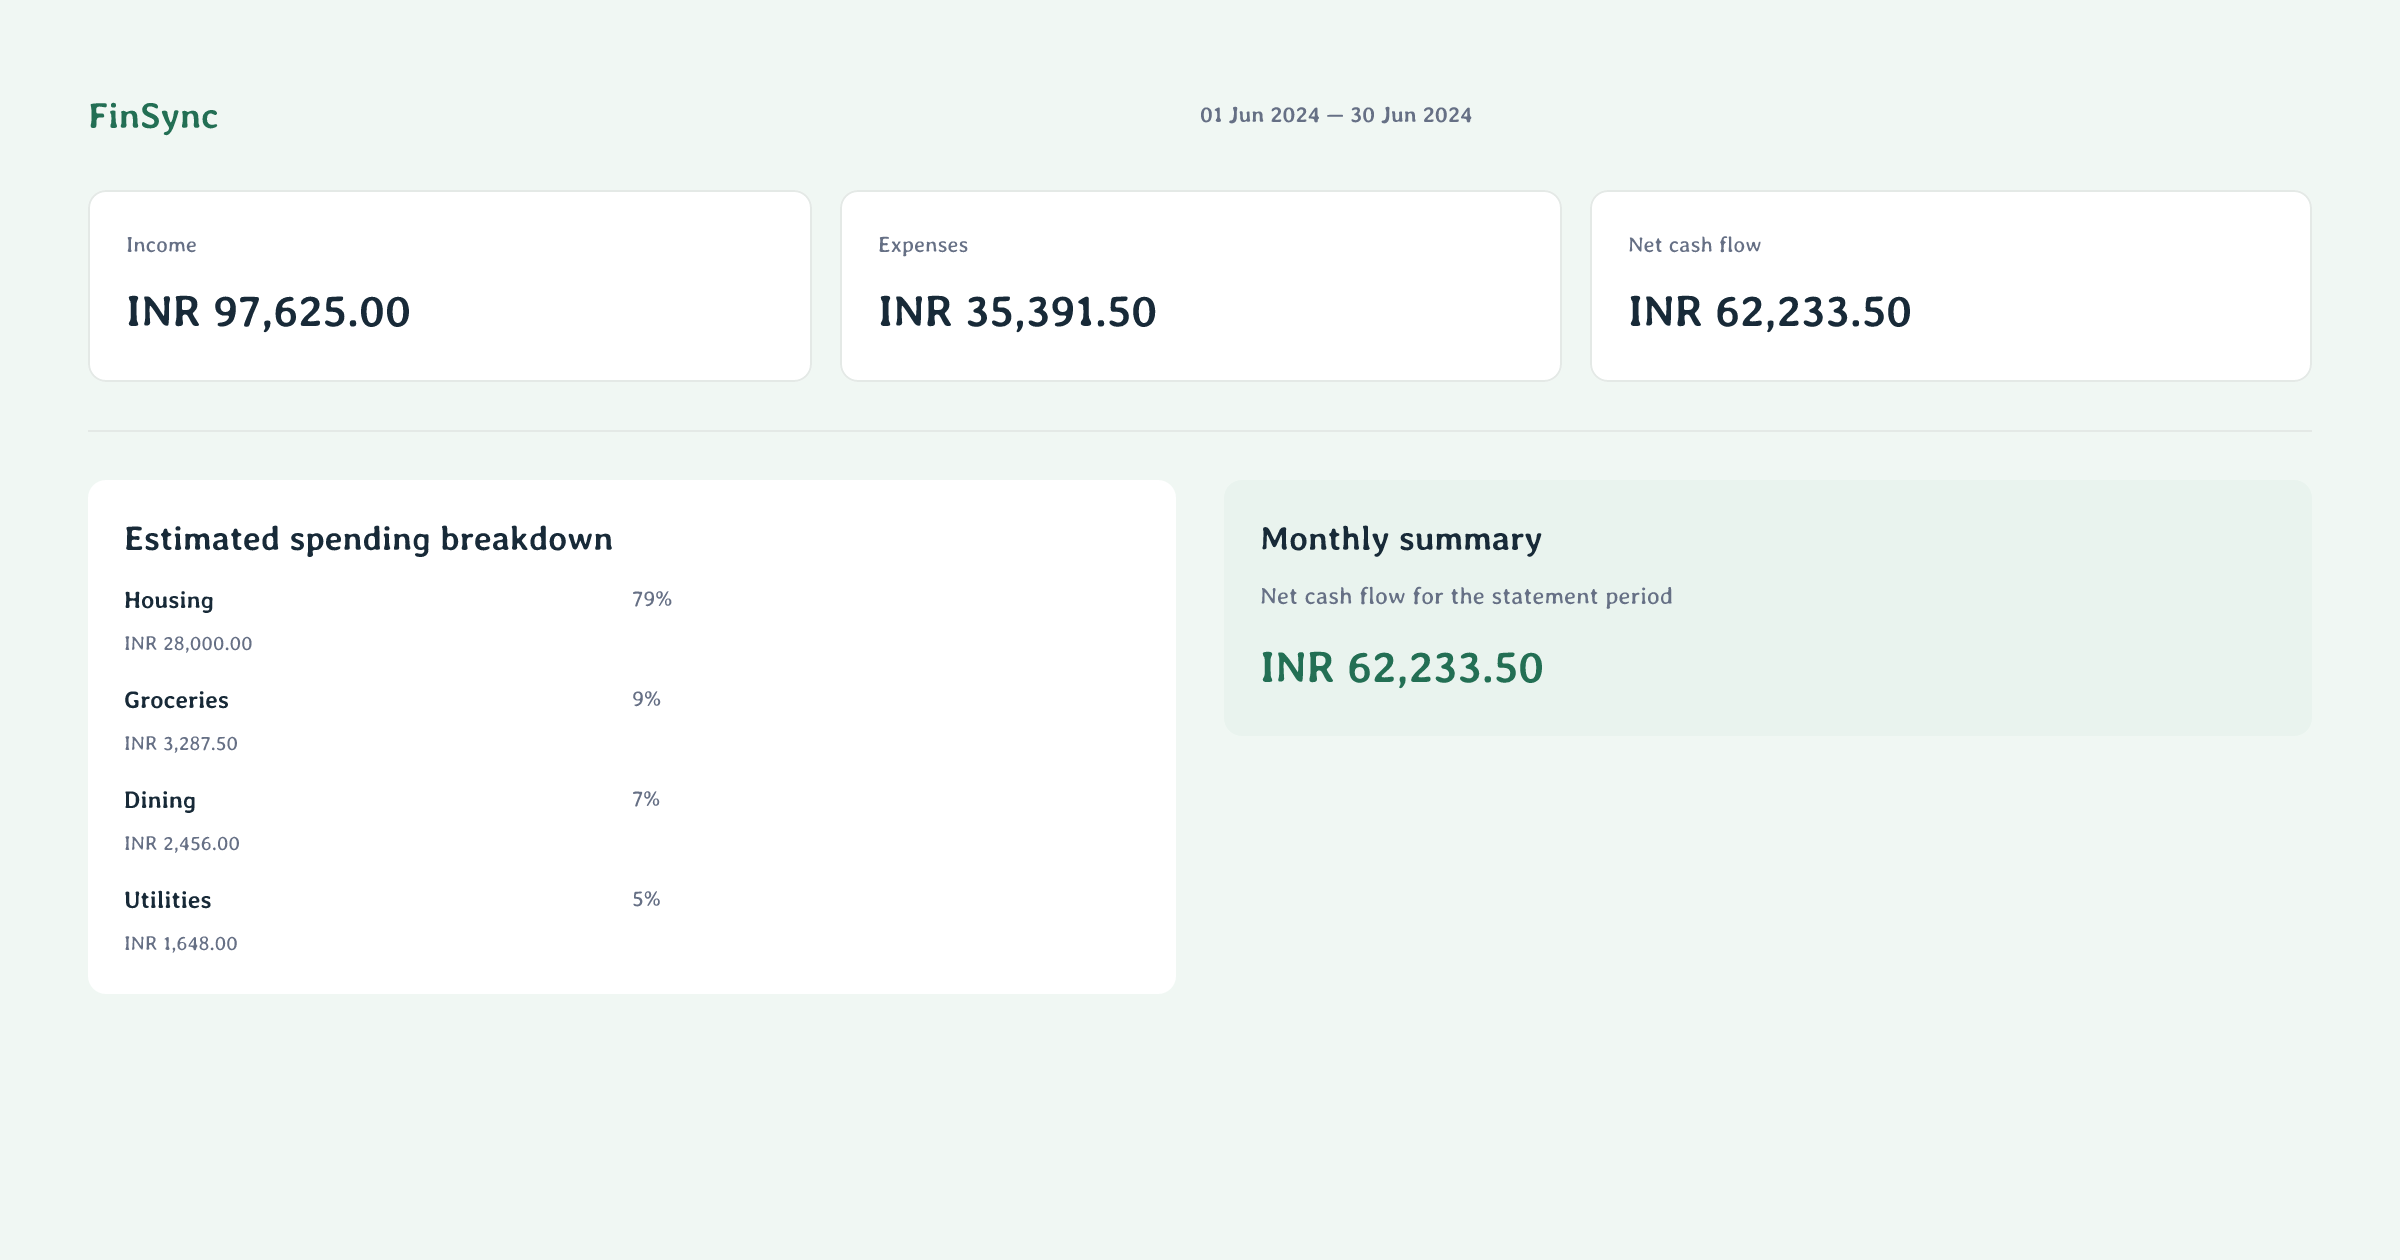 FinSync
01 Jun 2024 — 30 Jun 2024
Income
INR 97,625.00
Expenses
INR 35,391.50
Net cash flow
INR 62,233.50
Estimated spending breakdown
Housing 79%
INR 28,000.00
Groceries 9%
INR 3,287.50
Dining 7%
INR 2,456.00
Utilities 5%
INR 1,648.00
Monthly summary
Net cash flow for the statement period
INR 62,233.50